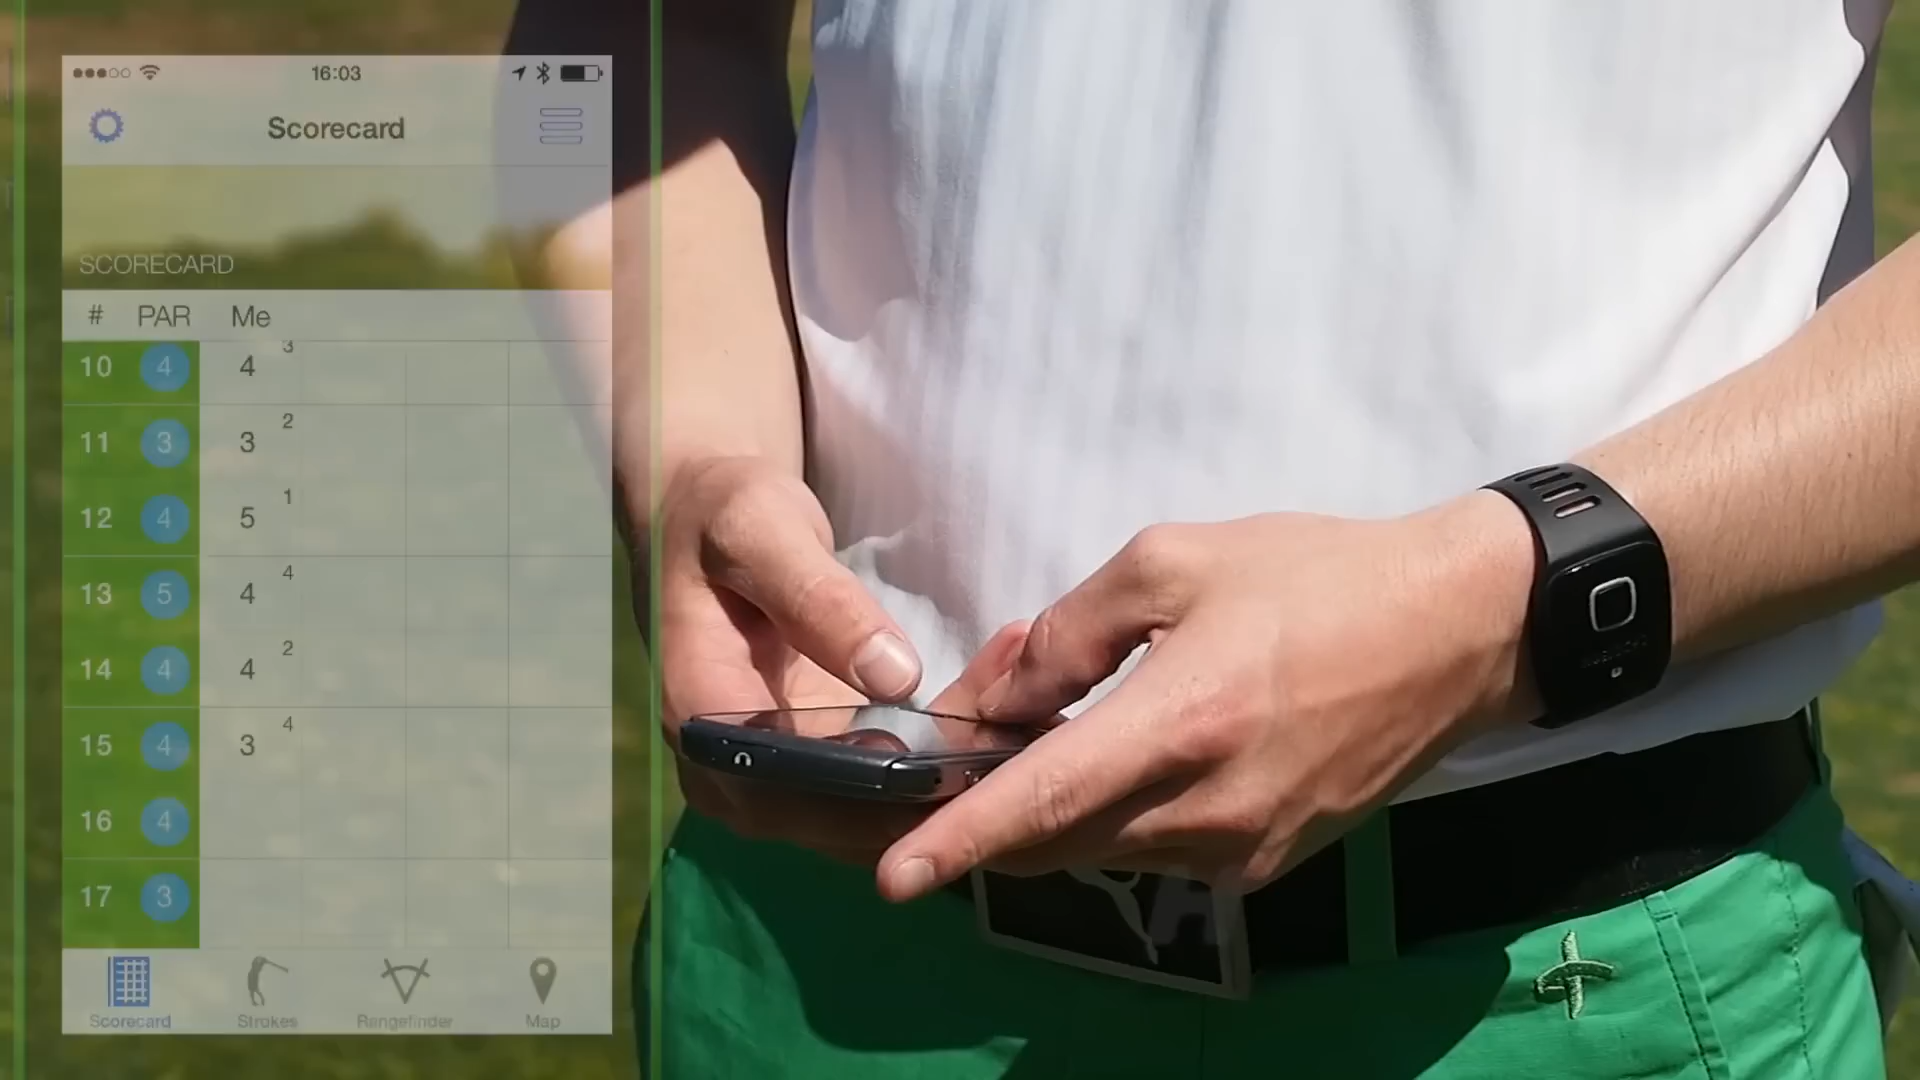 16:03
Scorecard
SCORECARD
# PAR Me
10 4 4 3
11 3 3 2
12 4 5 1
13 5 4 4
14 4 4 2
15 4 3 4
16 4
17 3
Scorecard Strokes Rangefinder Map